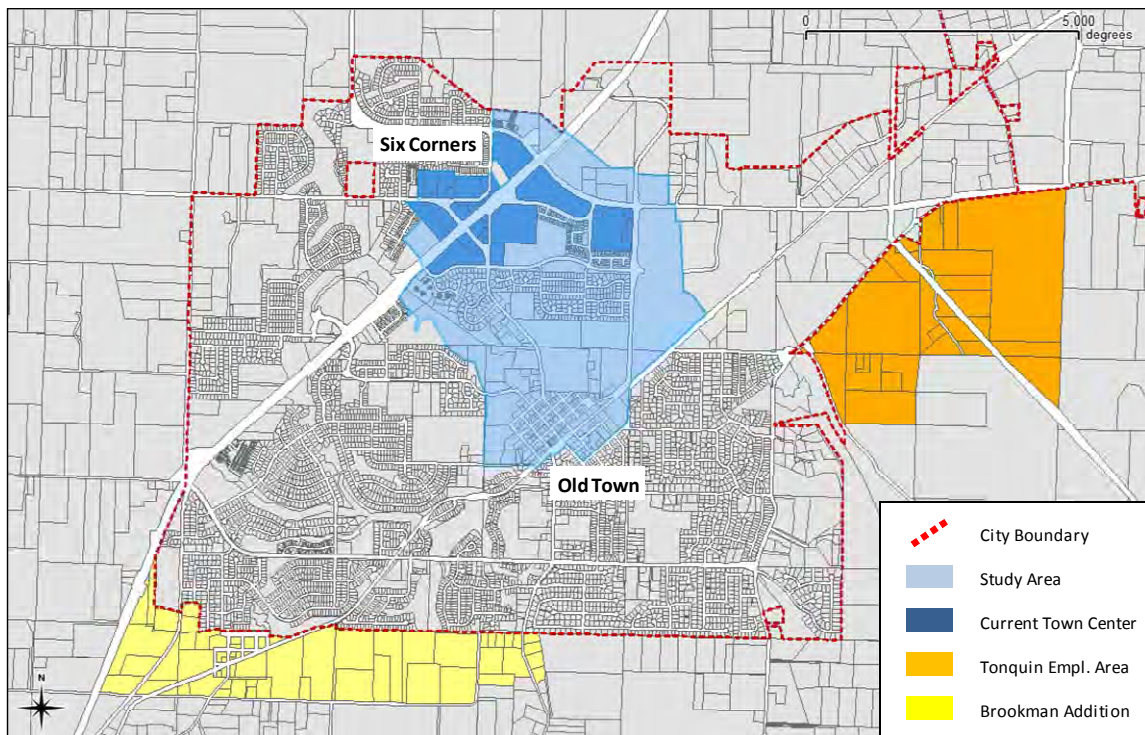 0 5,000
degrees
Six Corners
Old Town
City Boundary
Study Area
Current Town Center
Tonquin Empl. Area
Brookman Addition
N